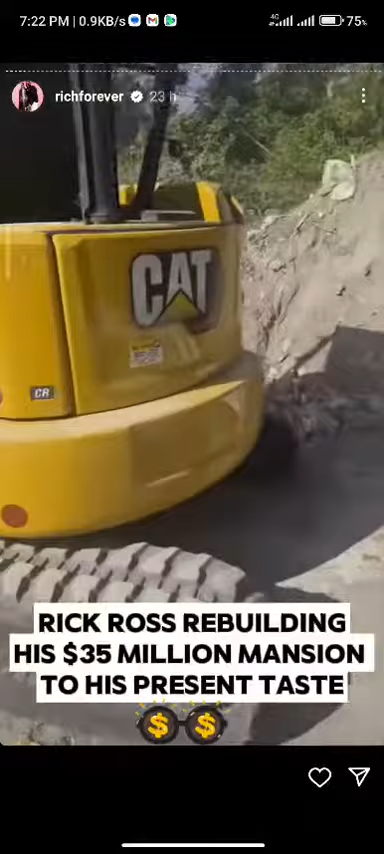 7:22 PM | 0.9KB/s
4G
75%
richforever 23 h
CAT
CR
RICK ROSS REBUILDING
HIS $35 MILLION MANSION
TO HIS PRESENT TASTE
$ $